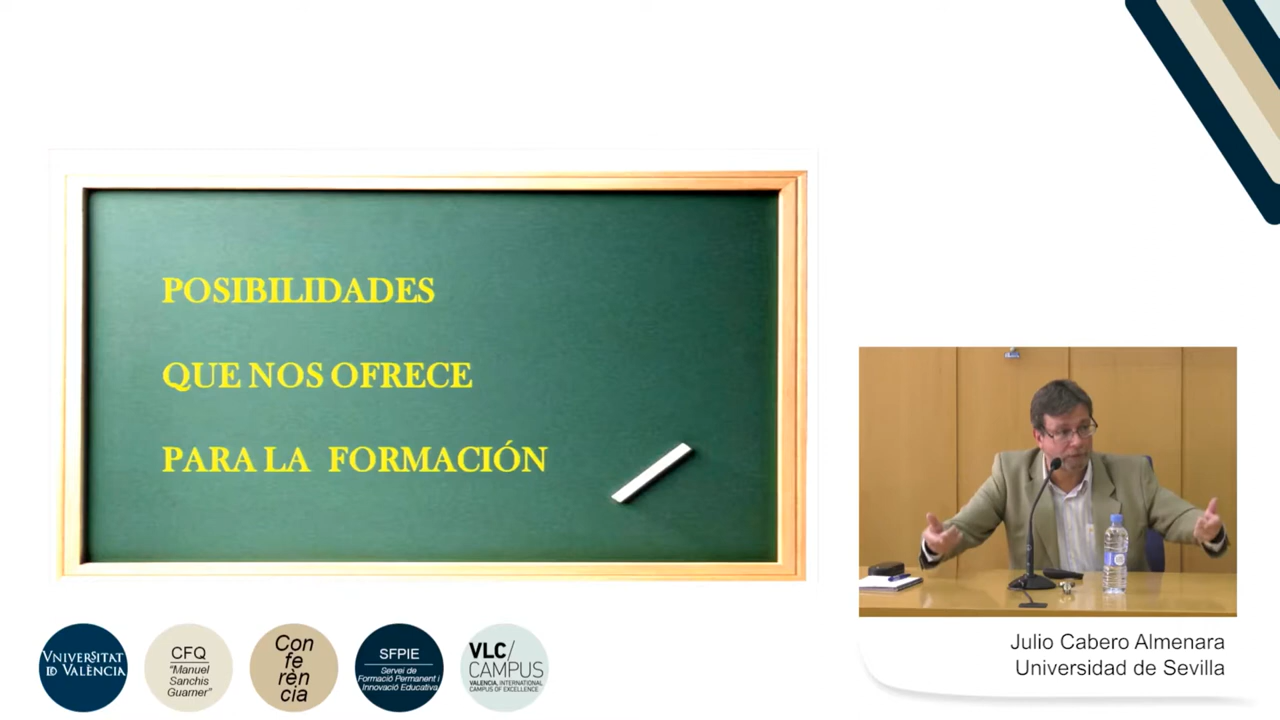 POSIBILIDADES
QUE NOS OFRECE
PARA LA FORMACIÓN
Julio Cabero Almenara
Universidad de Sevilla
VNIVERSITAT
ID VALÈNCIA
CFQ
"Manuel
Sanchis
Guarner"
Con
fe
rèn
cia
SFPIE
Servei de
Formació Permanent i
Innovació Educativa
VLC/
CAMPUS
VALENCIA, INTERNATIONAL
CAMPUS OF EXCELLENCE